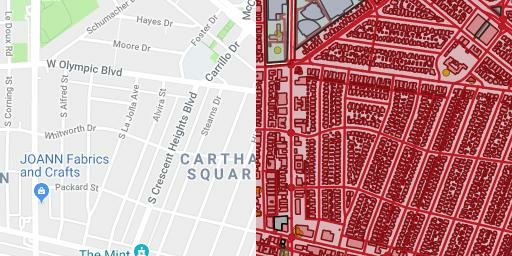 Le Doux Rd
Schumacher
Hayes Dr
Moore Dr
Foster Dr
Carrillo Dr
McC
W Olympic Blvd
S Corning St
S Alfred St
S La Jolla Ave
Alvira St
S Crescent Heights Blvd
Stearns Dr
Whitworth Dr
JOANN Fabrics
and Crafts
CARTHA
SQUAR
N
Packard St
The Mint